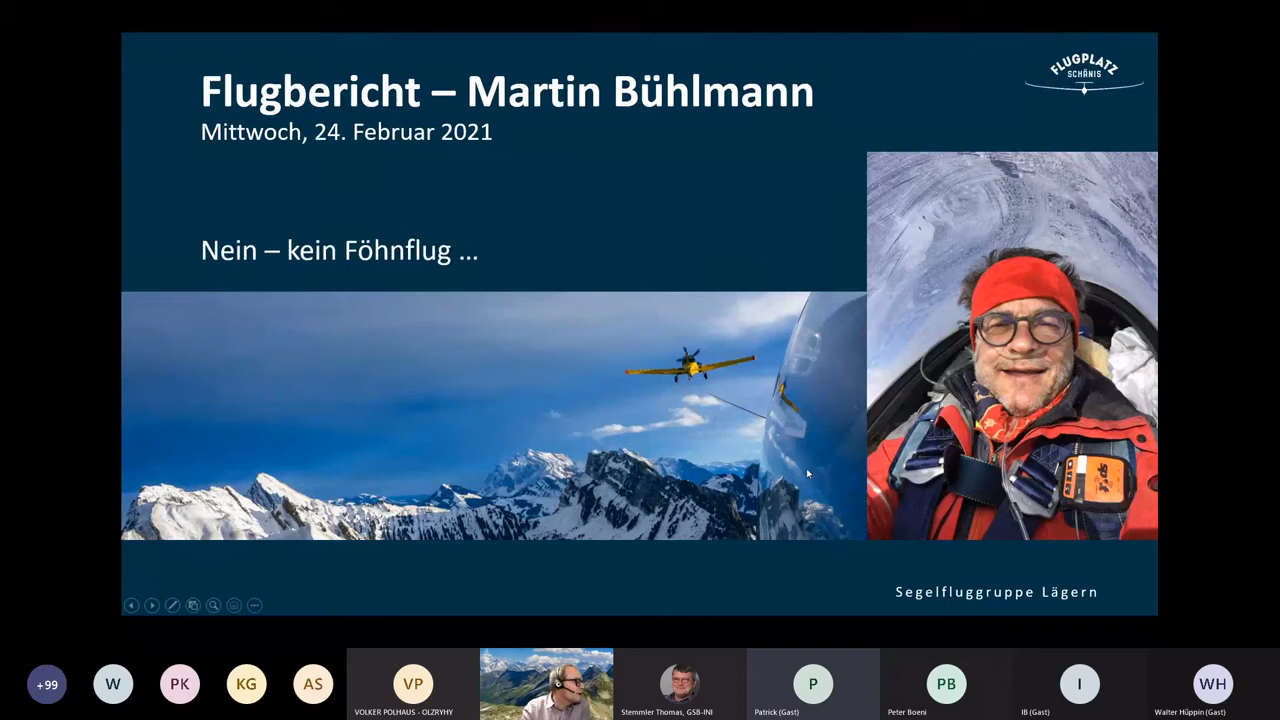 Flugbericht – Martin Bühlmann
Mittwoch, 24. Februar 2021
FLUGPLATZ
SCHÄNIS
Nein – kein Föhnflug ...
Segelfluggruppe Lägern
+99
W
PK
KG
AS
VP
P
PB
I
WH
VOLKER POLHAUS - OLZRYHY
Stemmler Thomas, GSB-INI
Patrick (Gast)
Peter Boeni
IB (Gast)
Walter Hüppin (Gast)